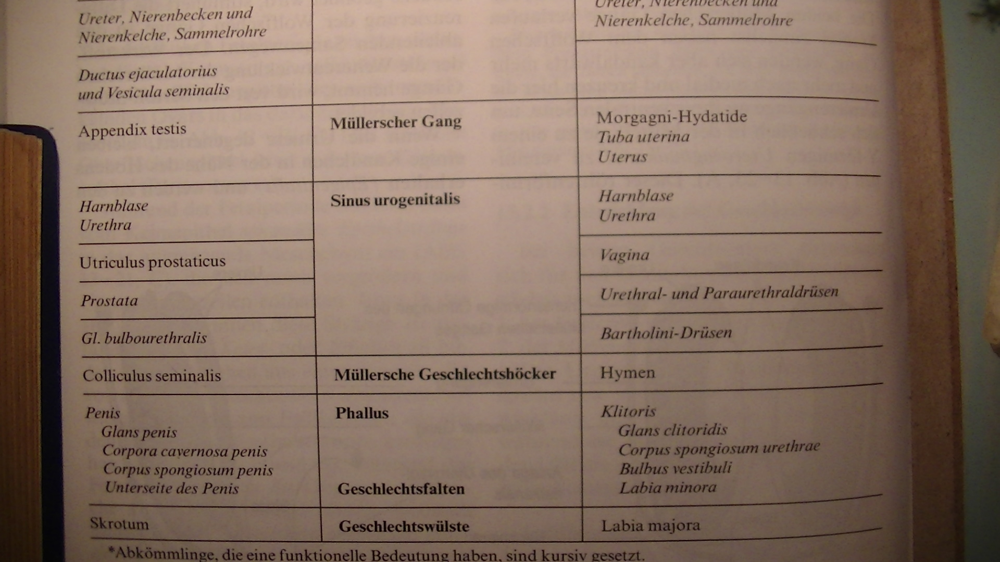 Ureter, Nierenbecken und
Nierenkelche, Sammelrohre
Ureter, Nierenbecken und
Nierenkelche, Sammelrohre
Ductus ejaculatorius
und Vesicula seminalis
Appendix testis
Müllerscher Gang
Morgagni-Hydatide
Tuba uterina
Uterus
Harnblase
Urethra
Sinus urogenitalis
Harnblase
Urethra
Utriculus prostaticus
Vagina
Prostata
Urethral- und Paraurethraldrüsen
Gl. bulbourethralis
Bartholini-Drüsen
Colliculus seminalis
Müllersche Geschlechtshöcker
Hymen
Penis
Glans penis
Corpora cavernosa penis
Corpus spongiosum penis
Unterseite des Penis
Phallus
Geschlechtsfalten
Klitoris
Glans clitoridis
Corpus spongiosum urethrae
Bulbus vestibuli
Labia minora
Skrotum
Geschlechtswülste
Labia majora
*Abkömmlinge, die eine funktionelle Bedeutung haben, sind kursiv gesetzt.